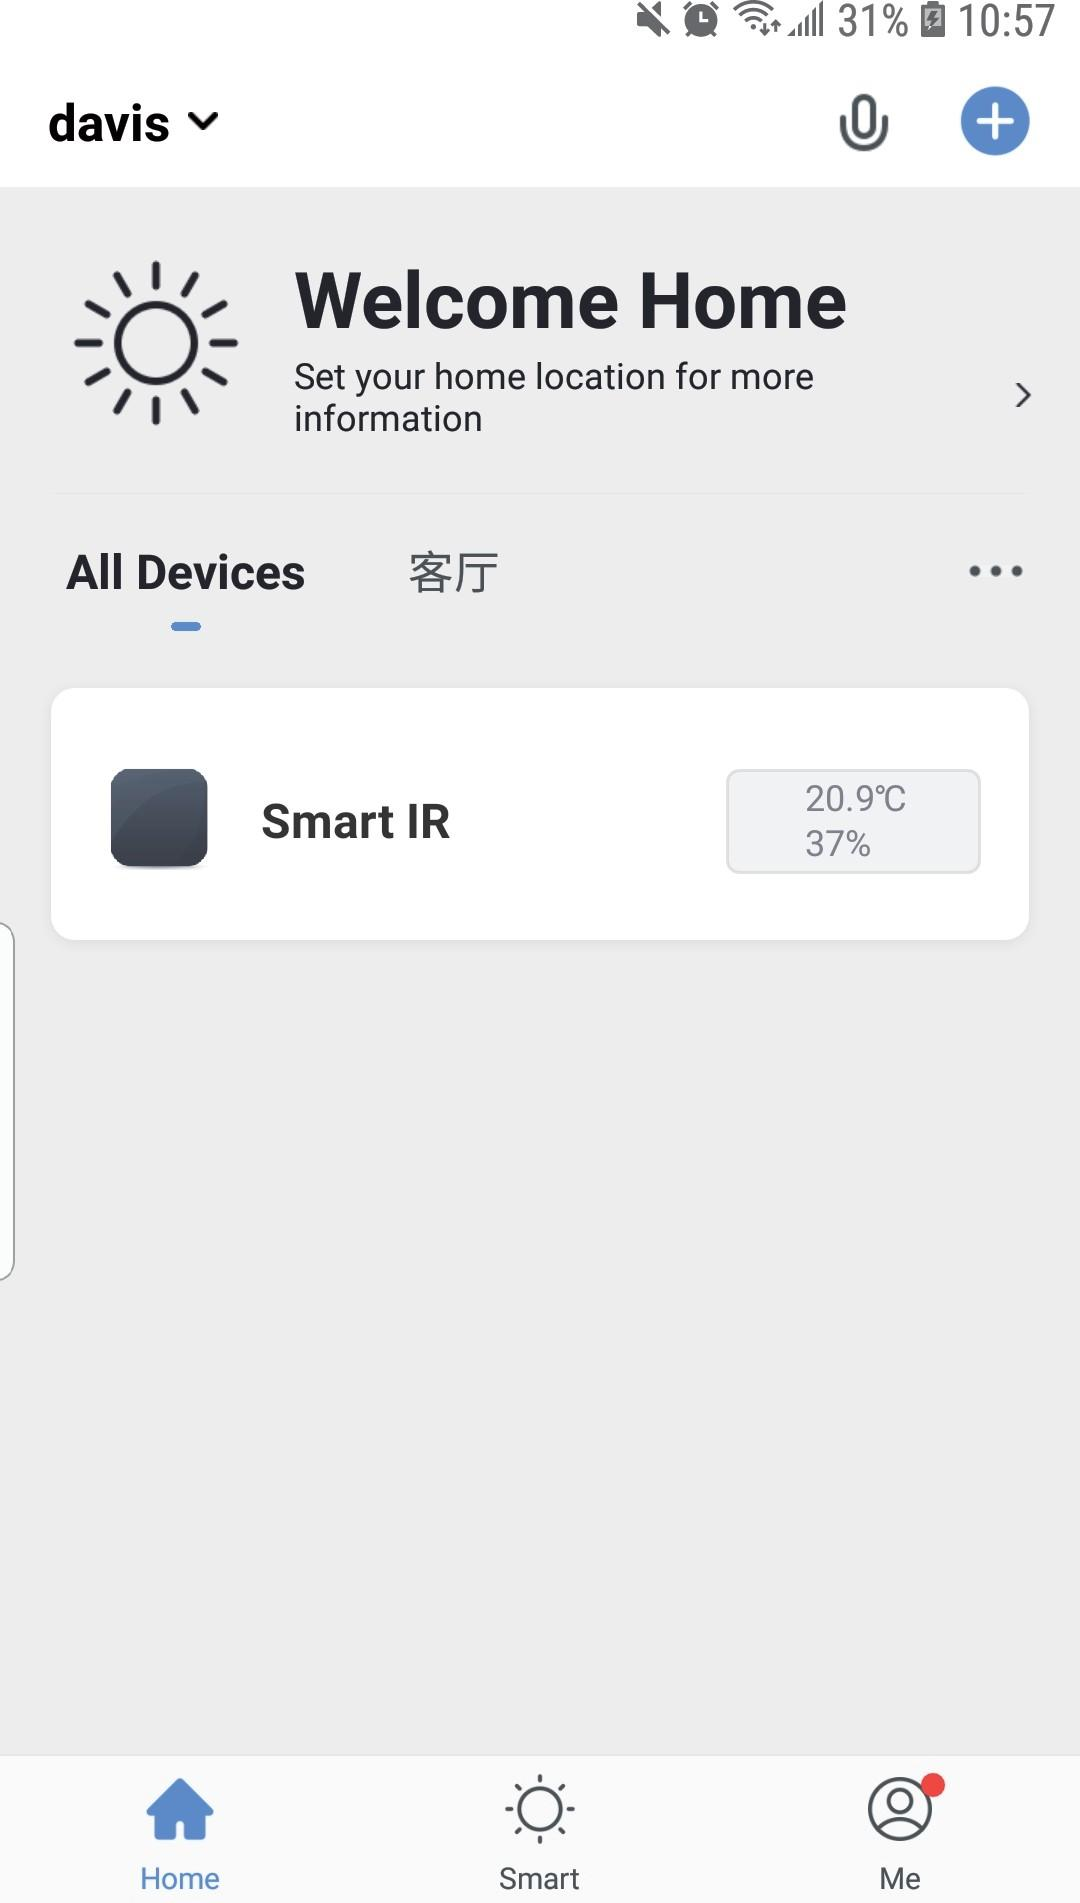 31% 10:57
davis
Welcome Home
Set your home location for more
information
All Devices 客厅
Smart IR
20.9℃
37%
Home Smart Me